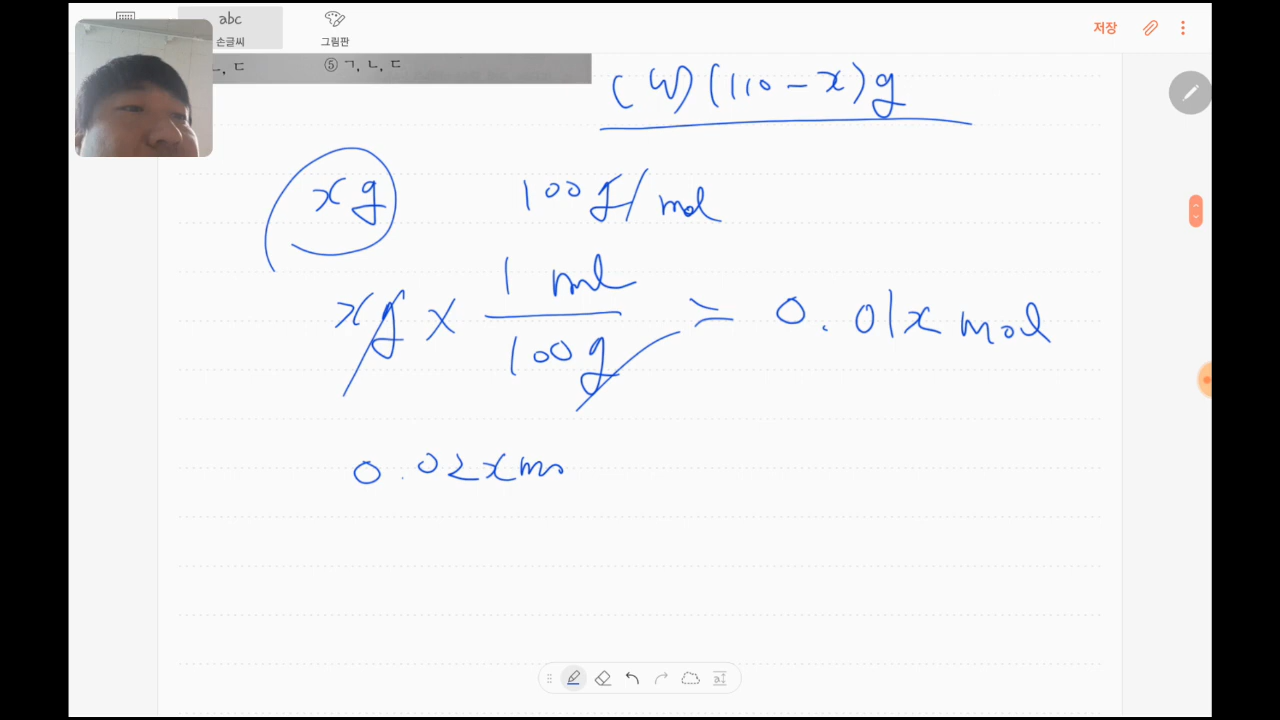 abc
저장
손글씨
그림판
ㄴ, ㄷ
⑤ ㄱ, ㄴ, ㄷ
(나) (110 - x) g
x g
100 g/mol
x g × 1 mol / 100 g = 0.01x mol
0.02x mo